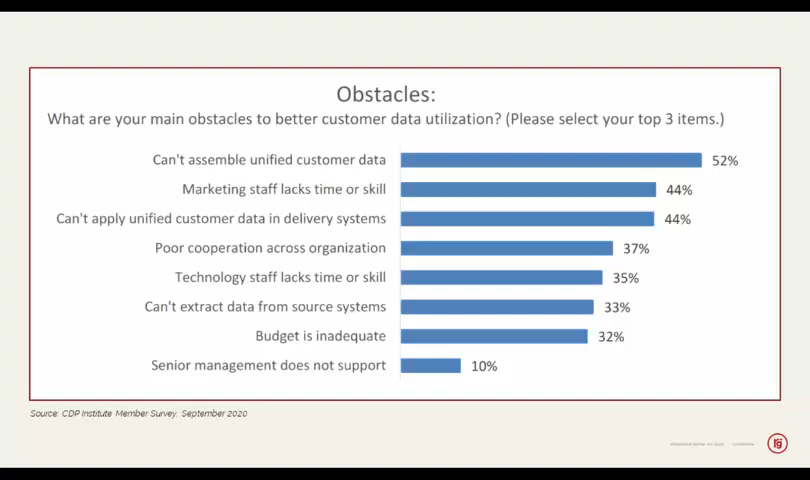 Obstacles:
What are your main obstacles to better customer data utilization? (Please select your top 3 items.)
Can't assemble unified customer data 52%
Marketing staff lacks time or skill 44%
Can't apply unified customer data in delivery systems 44%
Poor cooperation across organization 37%
Technology staff lacks time or skill 35%
Can't extract data from source systems 33%
Budget is inadequate 32%
Senior management does not support 10%
Source: CDP Institute Member Survey. September 2020